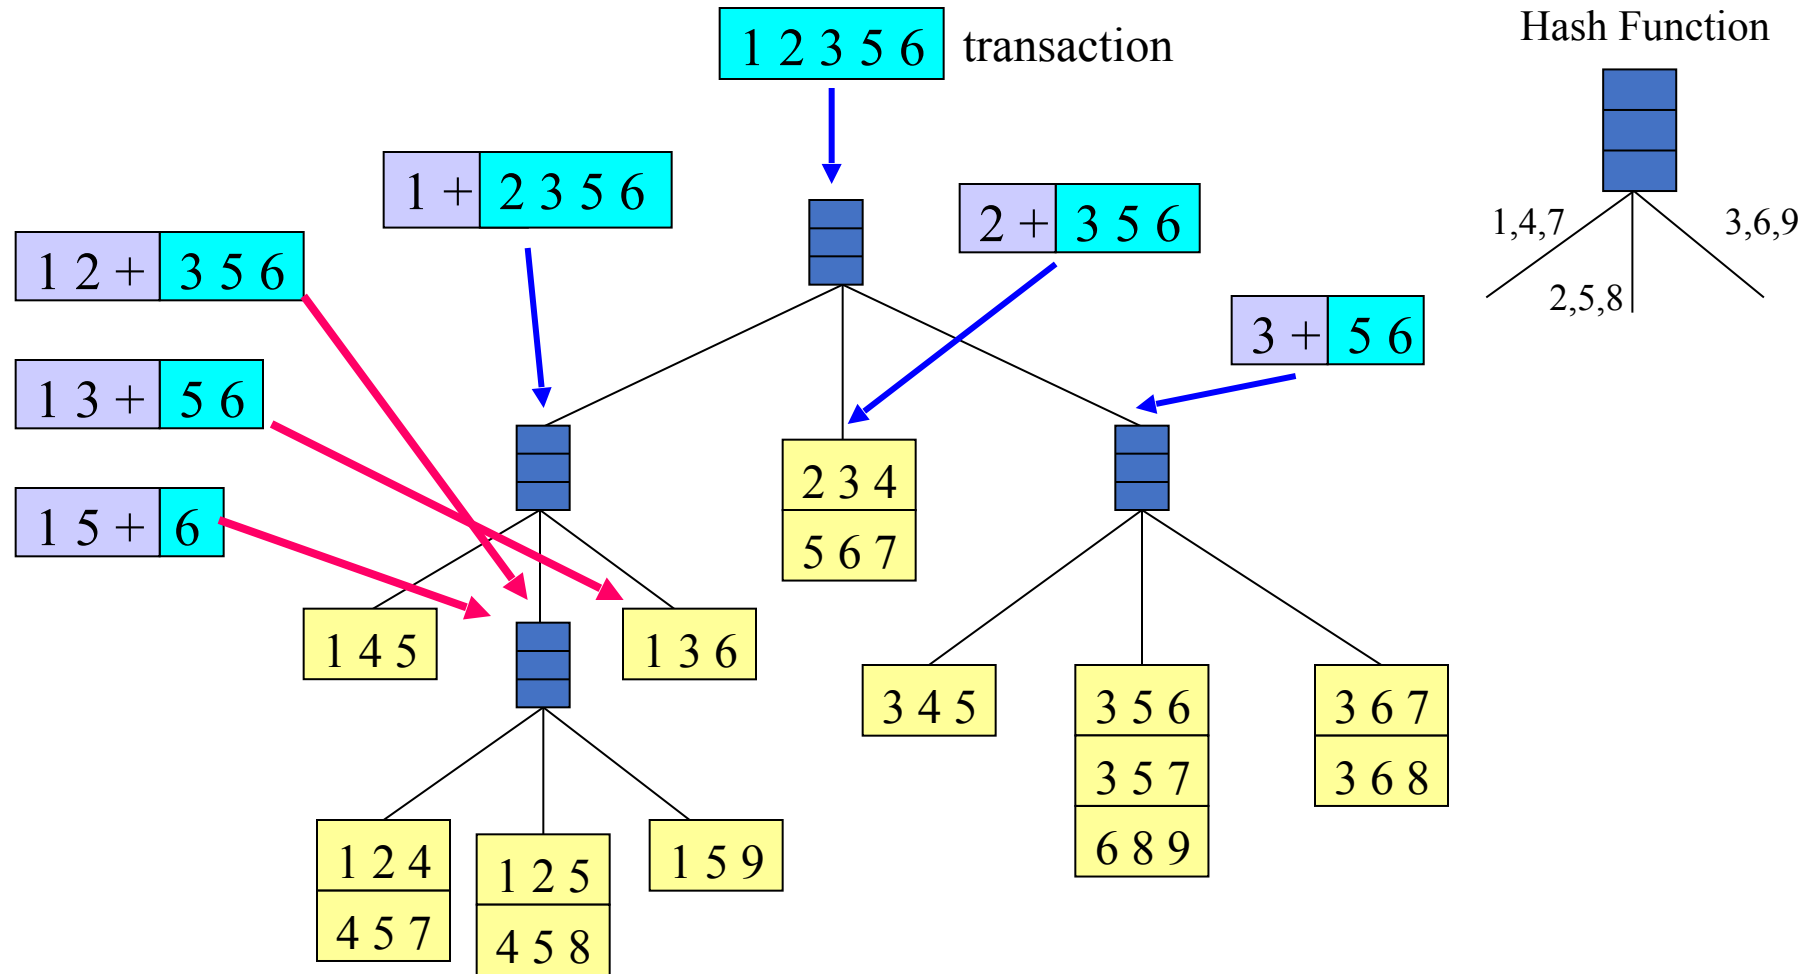 1 2 3 5 6 transaction
Hash Function
1 + 2 3 5 6
2 + 3 5 6
1,4,7
3,6,9
2,5,8
1 2 + 3 5 6
3 + 5 6
1 3 + 5 6
1 5 + 6
2 3 4
5 6 7
1 4 5
1 3 6
3 4 5
3 5 6
3 5 7
6 8 9
3 6 7
3 6 8
1 2 4
4 5 7
1 2 5
4 5 8
1 5 9